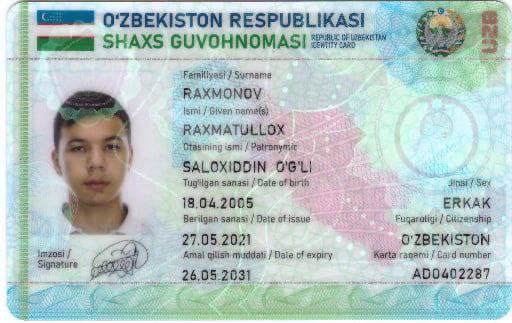 O'ZBEKISTON RESPUBLIKASI
SHAXS GUVOHNOMASI
REPUBLIC OF UZBEKISTAN
IDENTITY CARD
UZB
Familiyasi / Surname
RAXMONOV
Ismi / Given name(s)
RAXMATULLOX
Otasining ismi / Patronymic
SALOXIDDIN O'G'LI
Tug'ilgan sanasi / Date of birth
Jinsi / Sex
18.04.2005
ERKAK
Berilgan sanasi / Date of issue
Fuqaroligi / Citizenship
27.05.2021
O'ZBEKISTON
Amal qilish muddati / Date of expiry
Karta raqami / Card number
26.05.2031
AD0402287
Imzosi /
Signature